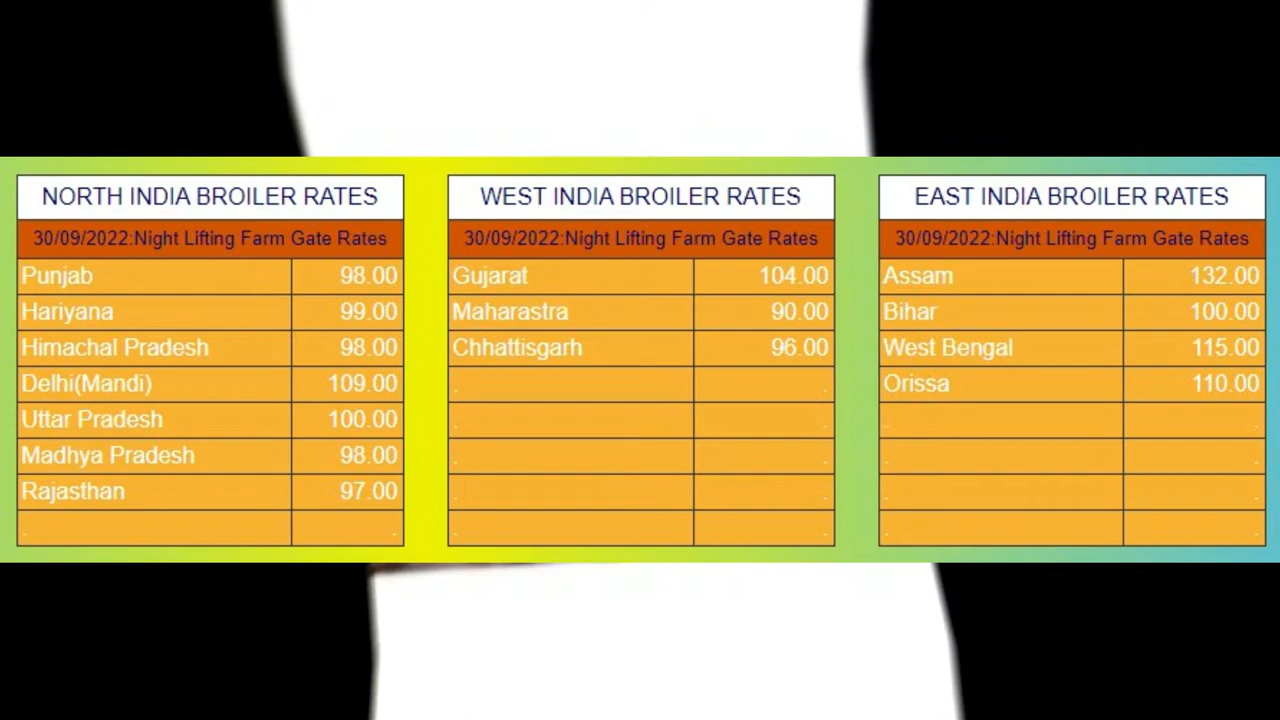 NORTH INDIA BROILER RATES
30/09/2022:Night Lifting Farm Gate Rates
Punjab 98.00
Hariyana 99.00
Himachal Pradesh 98.00
Delhi(Mandi) 109.00
Uttar Pradesh 100.00
Madhya Pradesh 98.00
Rajasthan 97.00
. .
WEST INDIA BROILER RATES
30/09/2022:Night Lifting Farm Gate Rates
Gujarat 104.00
Maharastra 90.00
Chhattisgarh 96.00
. .
. .
. .
. .
. .
EAST INDIA BROILER RATES
30/09/2022:Night Lifting Farm Gate Rates
Assam 132.00
Bihar 100.00
West Bengal 115.00
Orissa 110.00
. .
. .
. .
. .